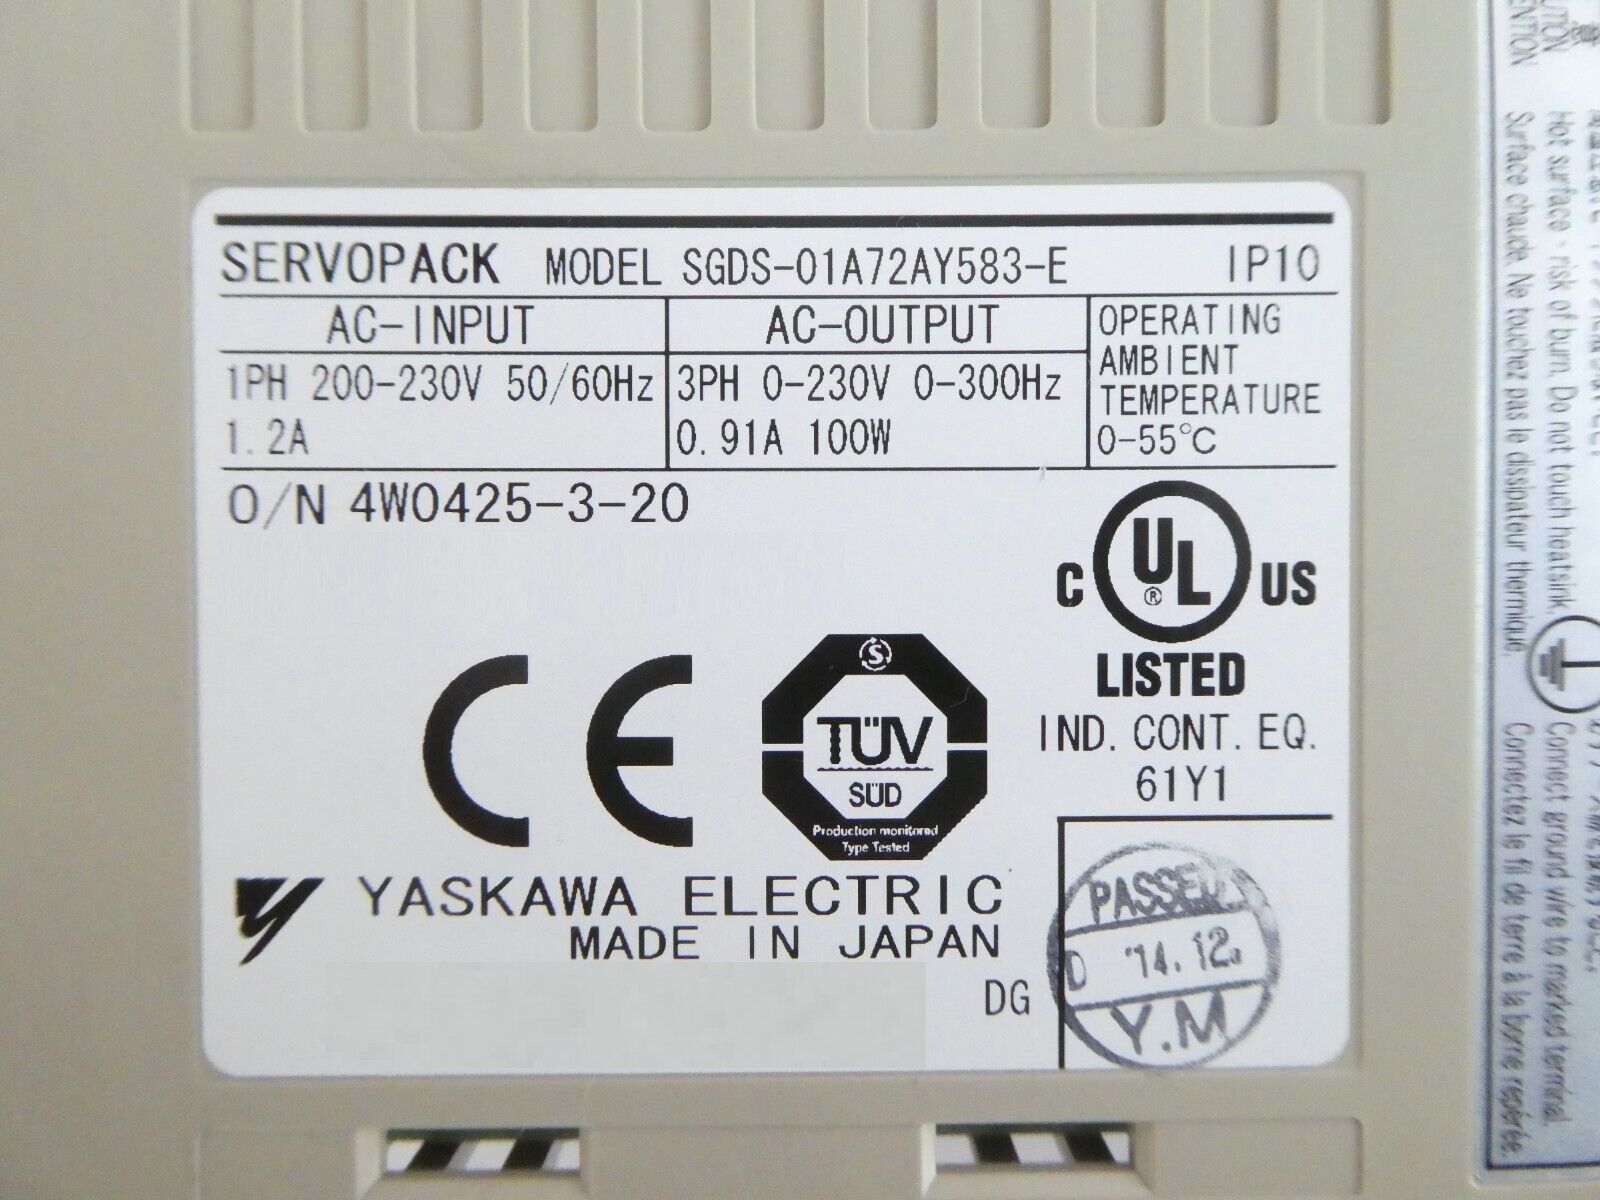 SERVOPACK MODEL SGDS-01A72AY583-E IP10
AC-INPUT
1PH 200-230V 50/60Hz
1.2A
AC-OUTPUT
3PH 0-230V 0-300Hz
0.91A 100W
OPERATING
AMBIENT
TEMPERATURE
0-55°C
O/N 4W0425-3-20
C UL ® US
LISTED
IND. CONT. EQ.
61Y1
CE
S
TÜV
SÜD
Production monitored
Type Tested
YASKAWA ELECTRIC
MADE IN JAPAN
DG
PASSED
D '14.12.
Y.M
Hot surface - risk of burn. Do not touch heatsink.
Surface chaude. Ne touchez pas le dissipateur thermique.
Connect ground wire to marked terminal.
Connectez le fil de terre à la borne repérée.